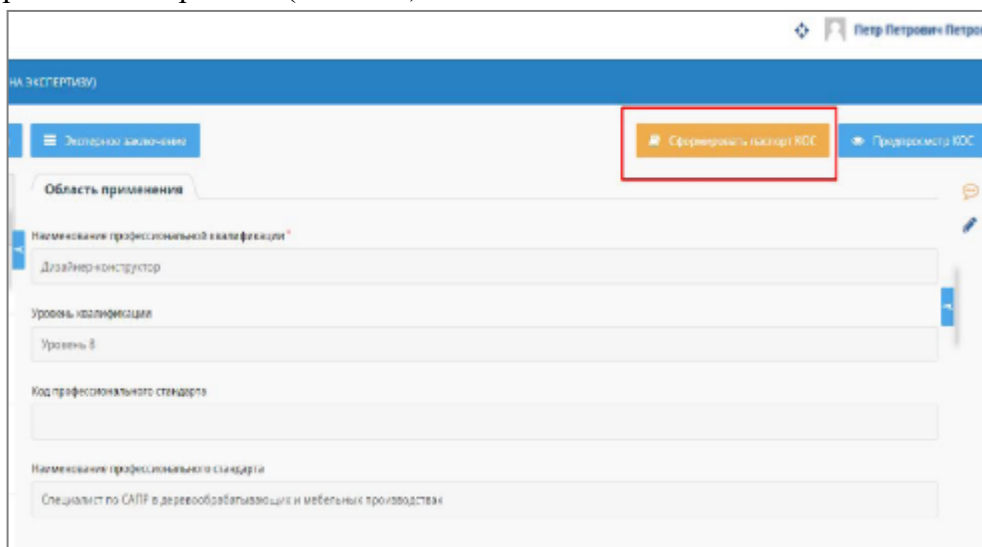 Петр Петрович Петро
НА ЭКСПЕРТИЗУ)
Экспертное заключение
Сформировать паспорт КОС
Предпросмотр КОС
Область применения
Наименование профессиональной квалификации *
Дизайнер-конструктор
Уровень квалификации
Уровень 8
Код профессионального стандарта
Наименование профессионального стандарта
Специалист по САПР в деревообрабатывающих и мебельных производствах